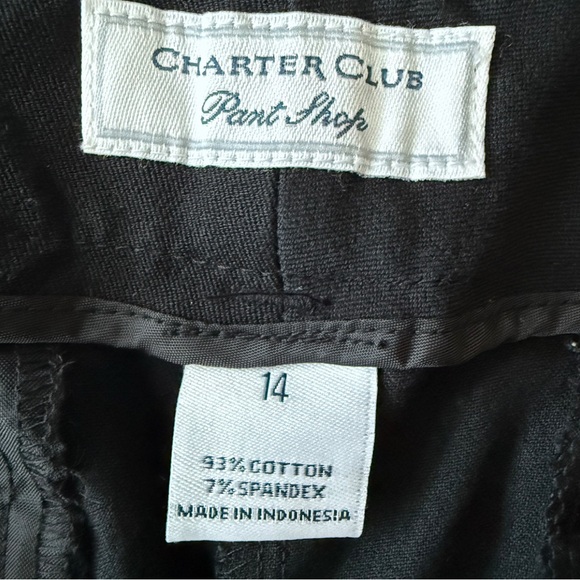 CHARTER CLUB
Pant Shop
14
93% COTTON
7% SPANDEX
MADE IN INDONESIA